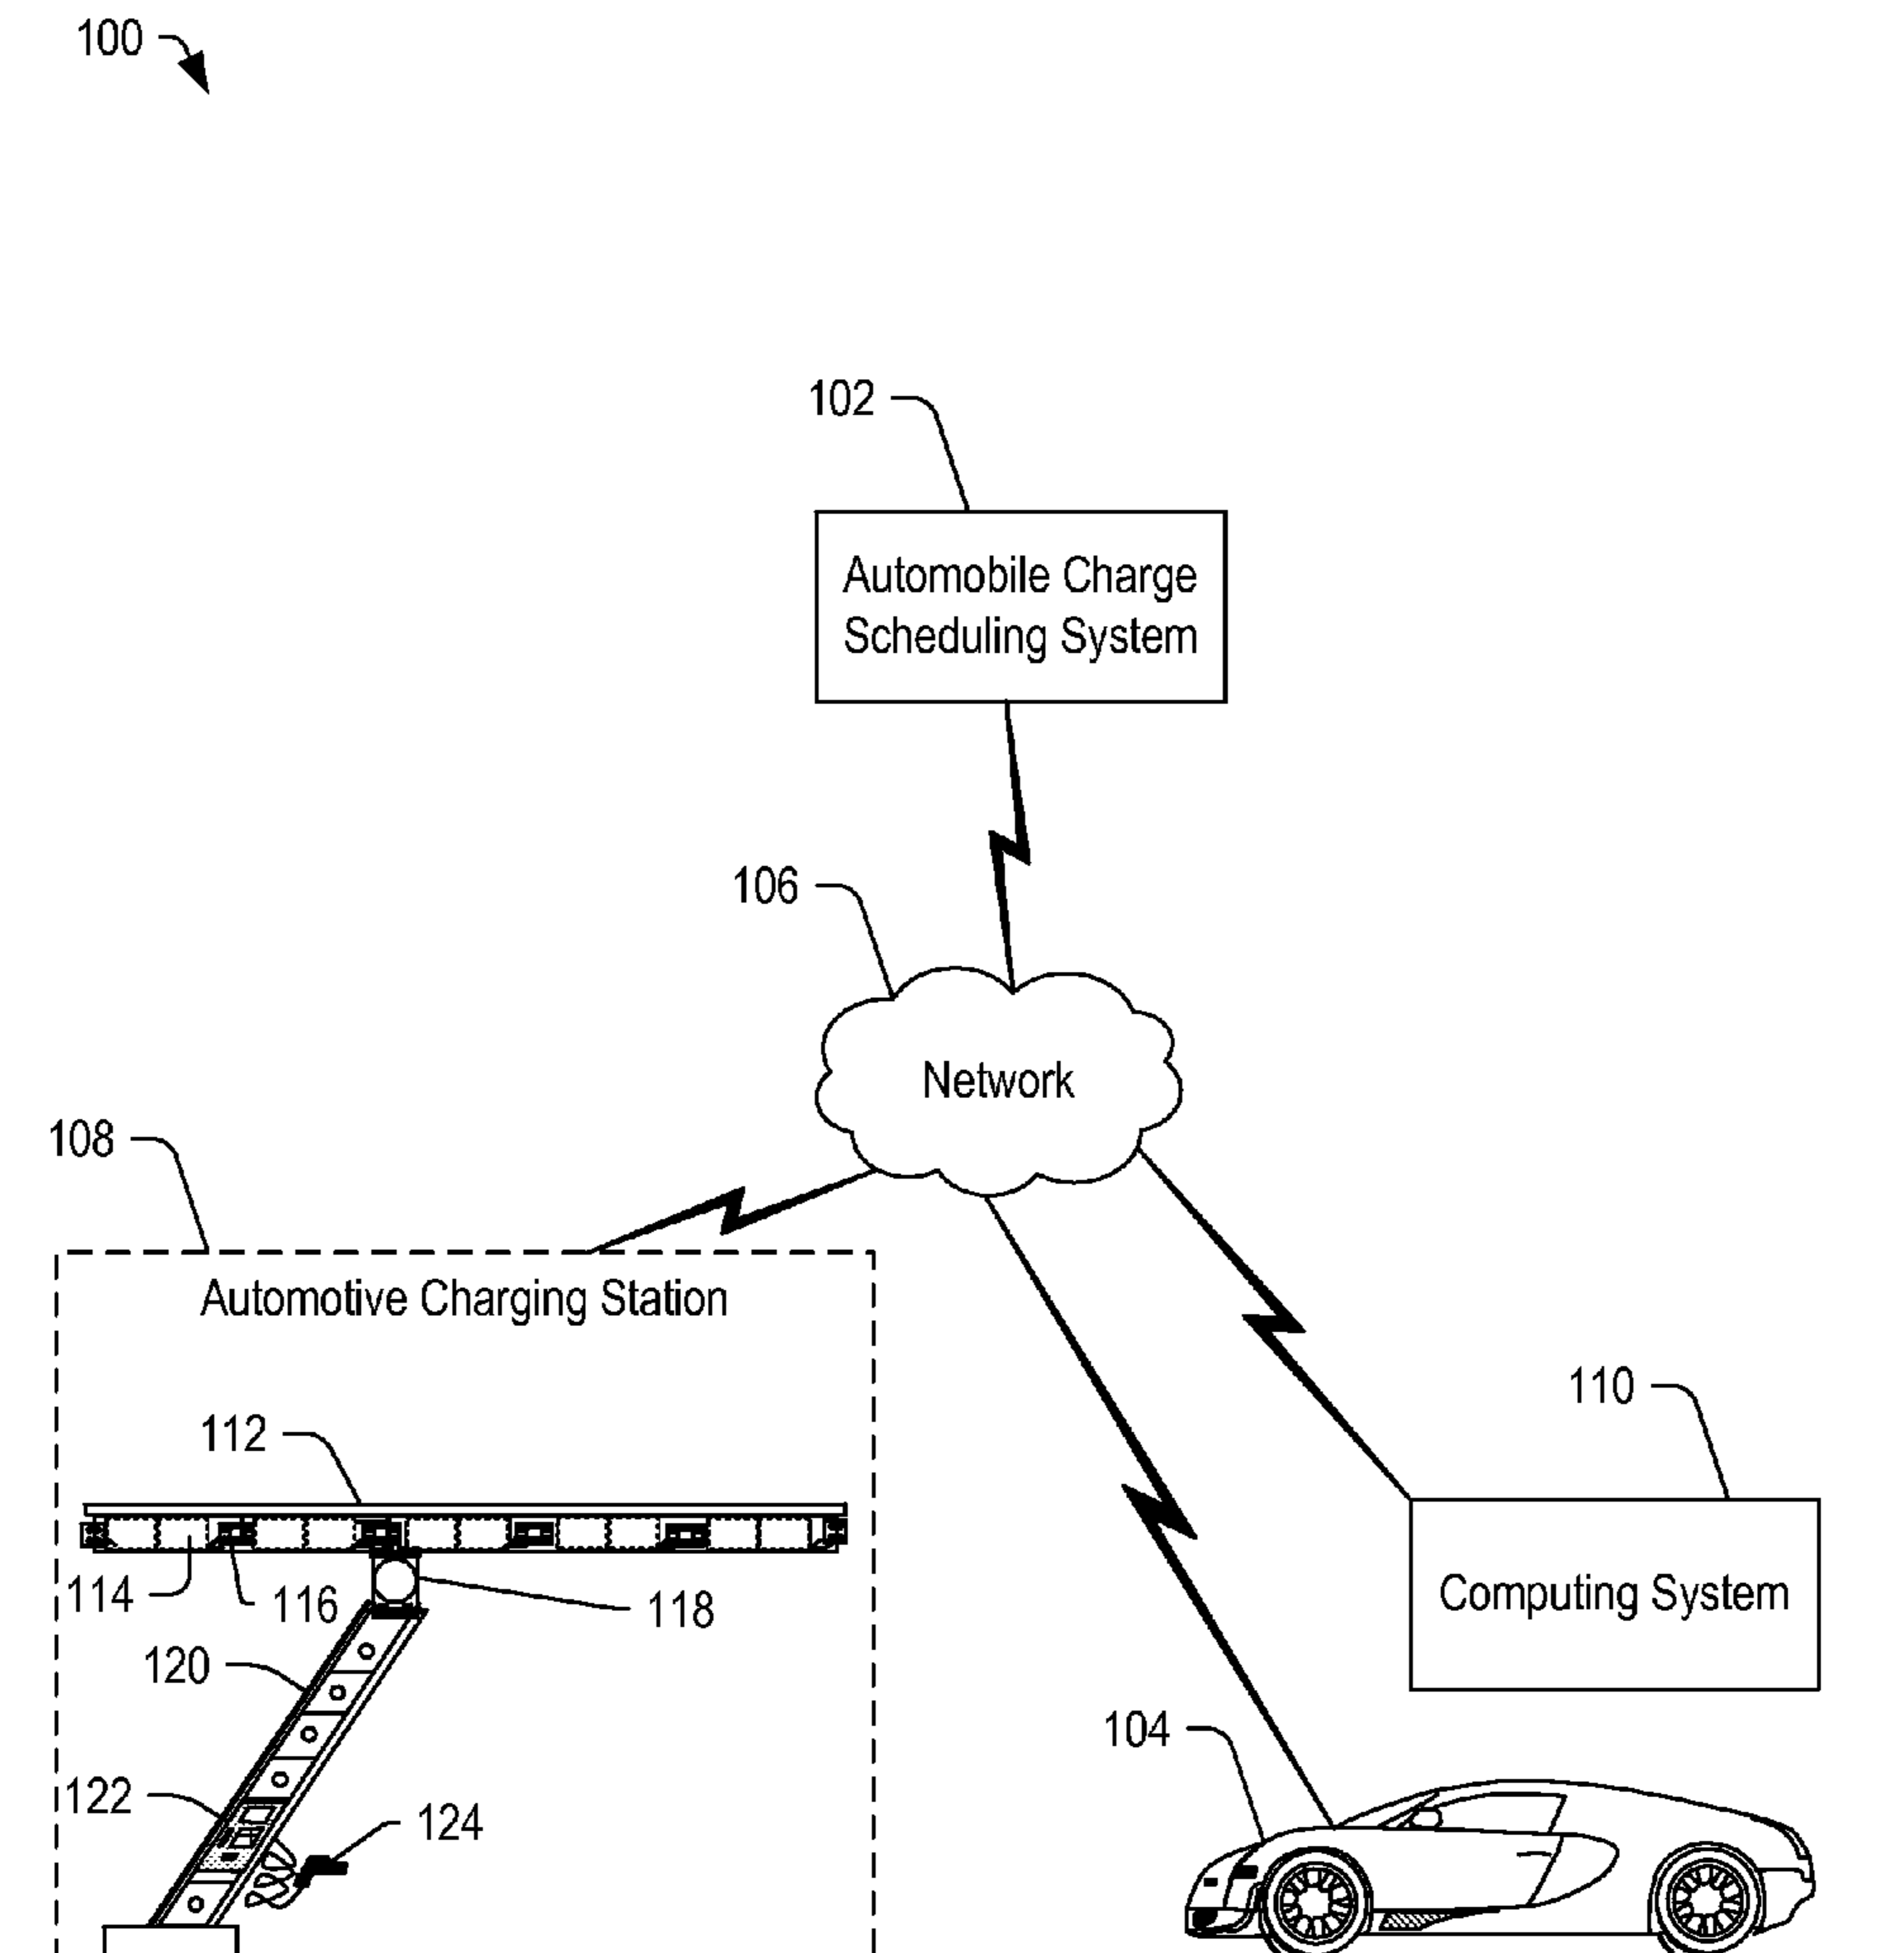 100
102
Automobile Charge
Scheduling System
106
Network
108
Automotive Charging Station
110
112
Computing System
114
116
118
120
104
122
124